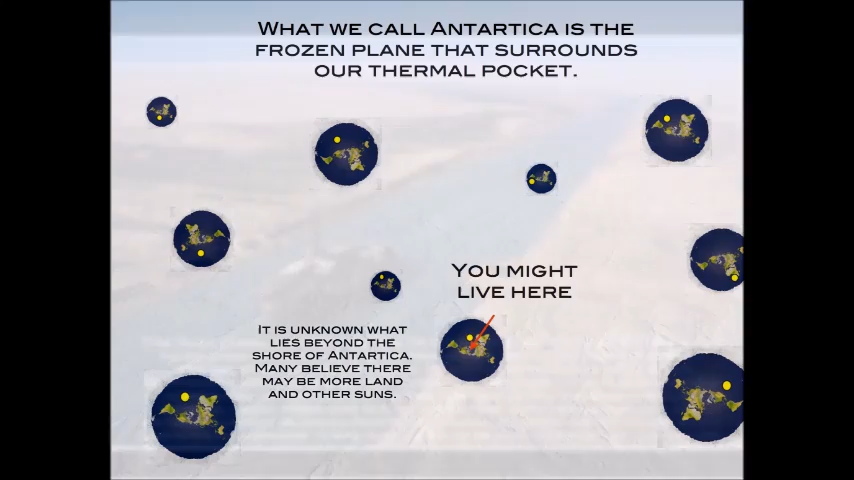 What we call Antartica is the
frozen plane that surrounds
our thermal pocket.
You might
live here
It is unknown what
lies beyond the
shore of Antartica.
Many believe there
may be more land
and other suns.